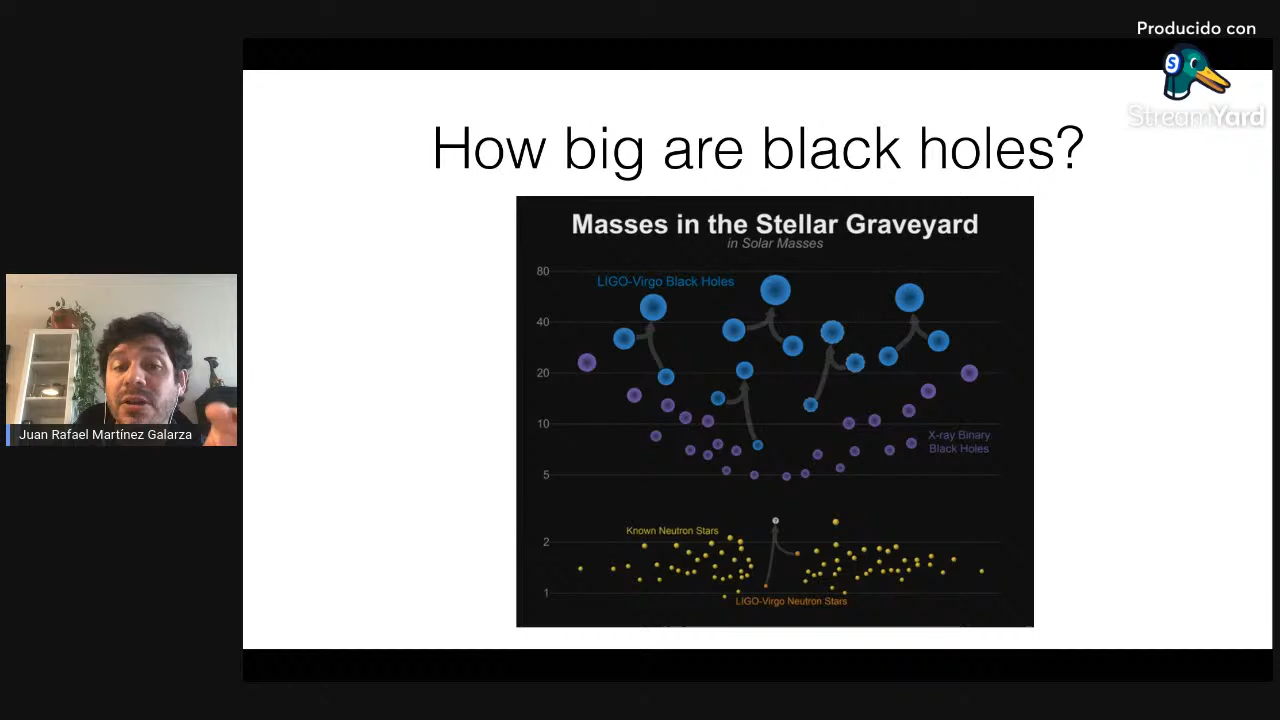 Producido con
StreamYard
How big are black holes?
Masses in the Stellar Graveyard
in Solar Masses
80
LIGO-Virgo Black Holes
40
20
10
X-ray Binary
Black Holes
5
Known Neutron Stars
2
1
LIGO-Virgo Neutron Stars
Juan Rafael Martínez Galarza